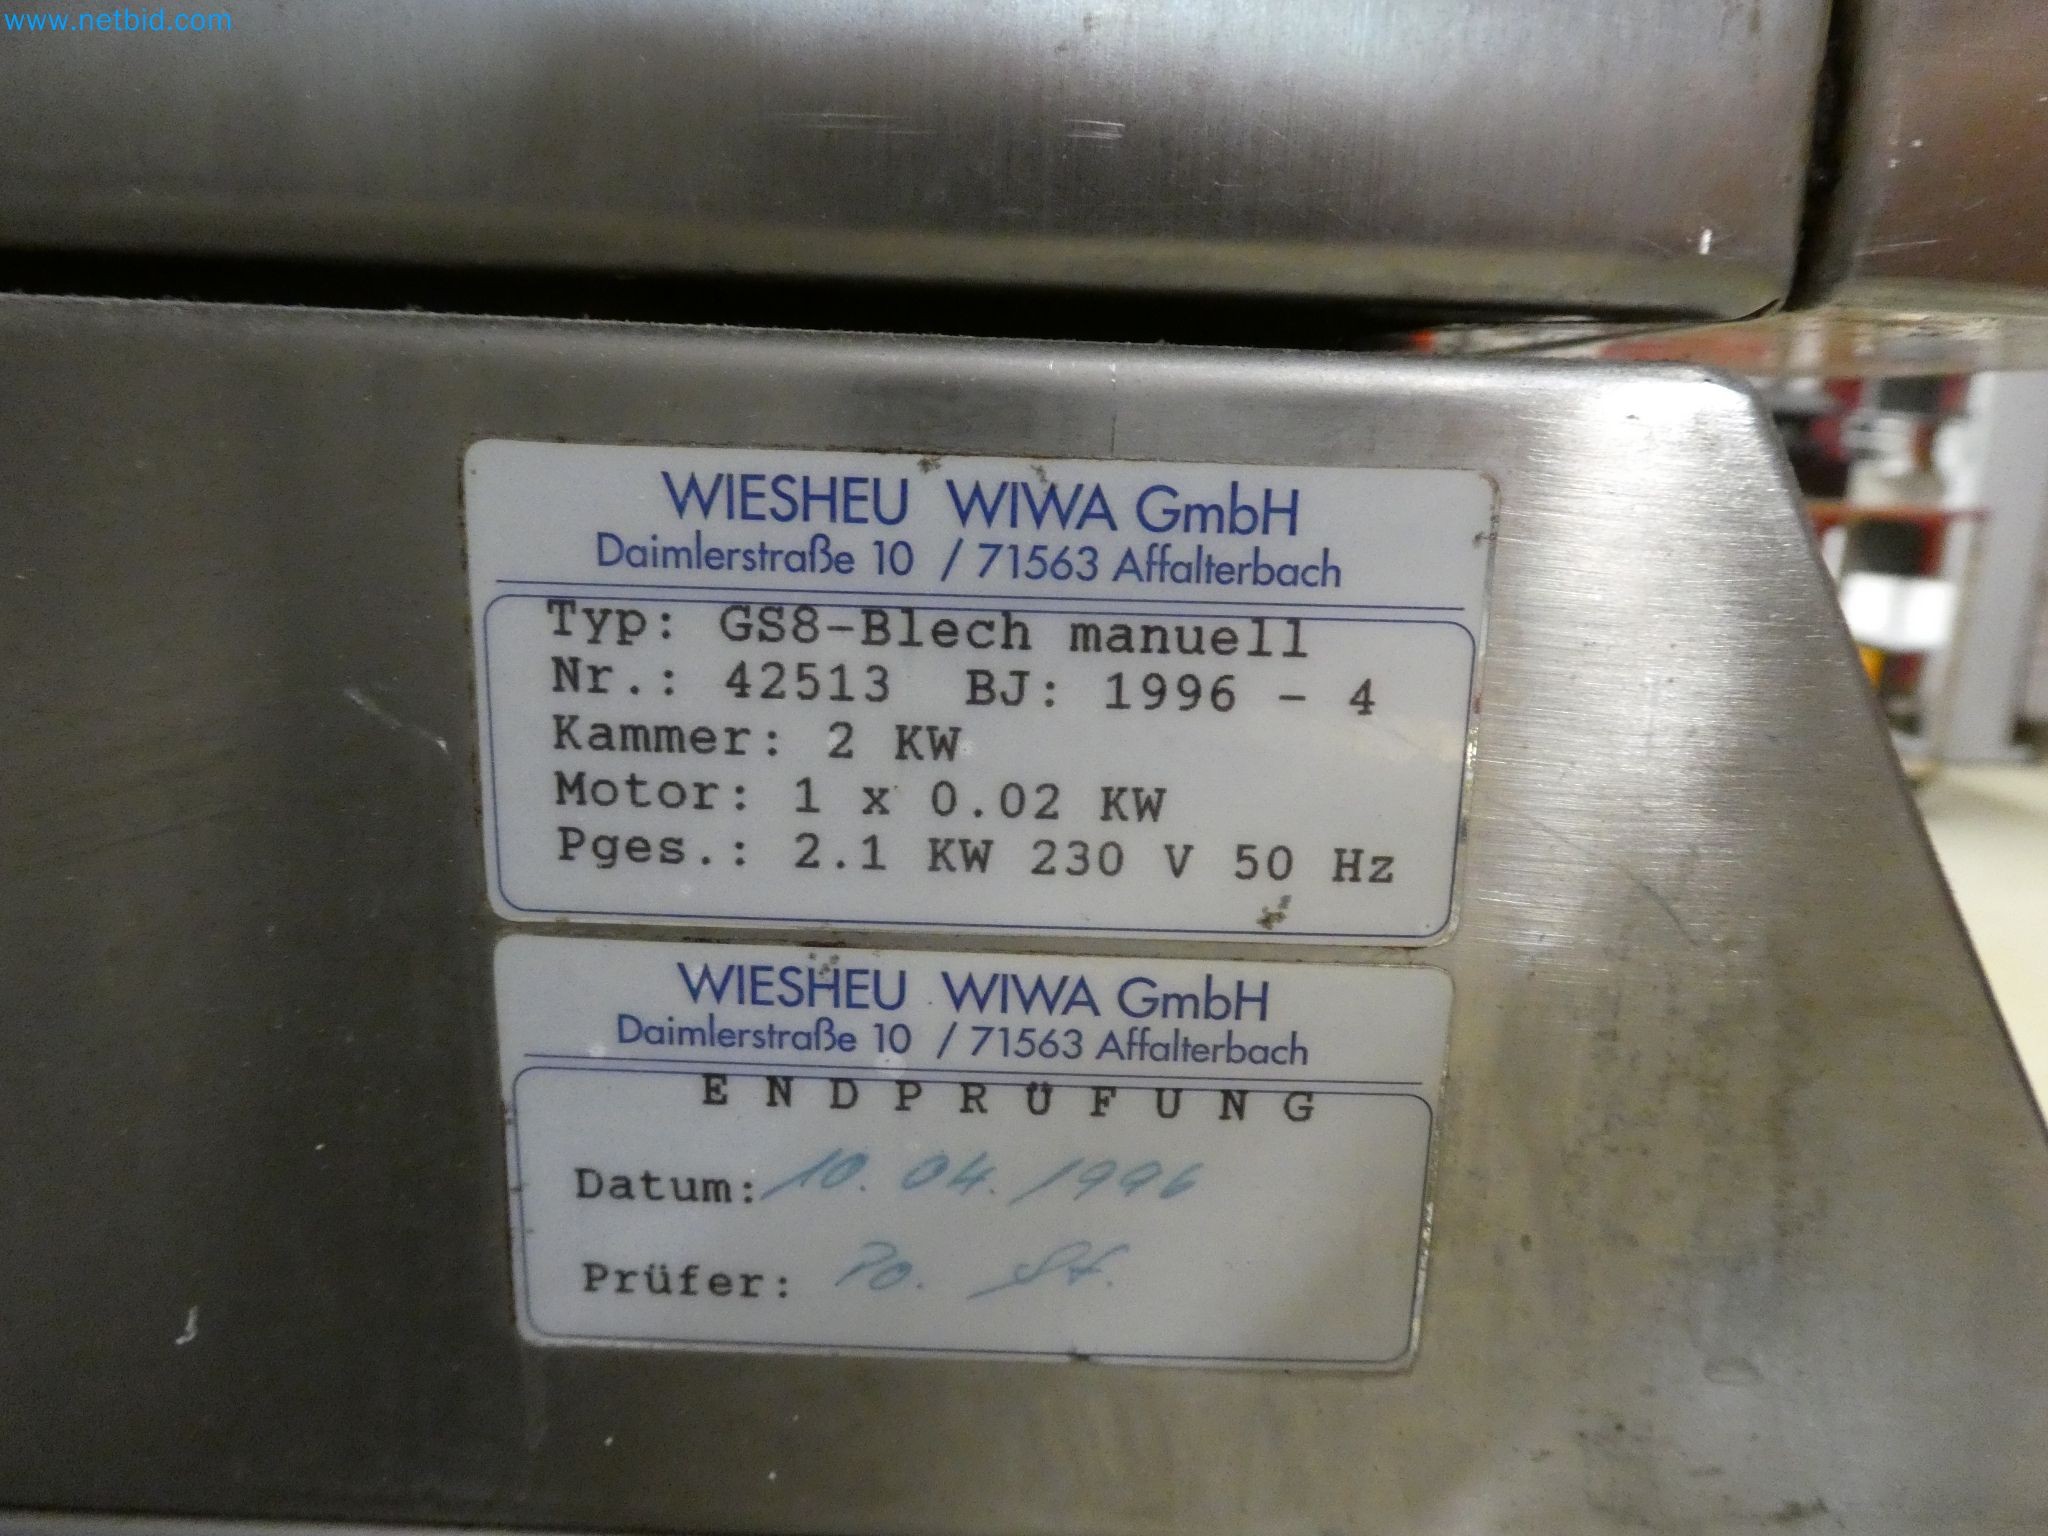 www.netbid.com
WIESHEU WIWA GmbH
Daimlerstraße 10 / 71563 Affalterbach
Typ: GS8-Blech manuell
Nr.: 42513 BJ: 1996 - 4
Kammer: 2 KW
Motor: 1 x 0.02 KW
Pges.: 2.1 KW 230 V 50 Hz
WIESHEU WIWA GmbH
Daimlerstraße 10 / 71563 Affalterbach
ENDPRÜFUNG
Datum: 10.04.1996
Prüfer: